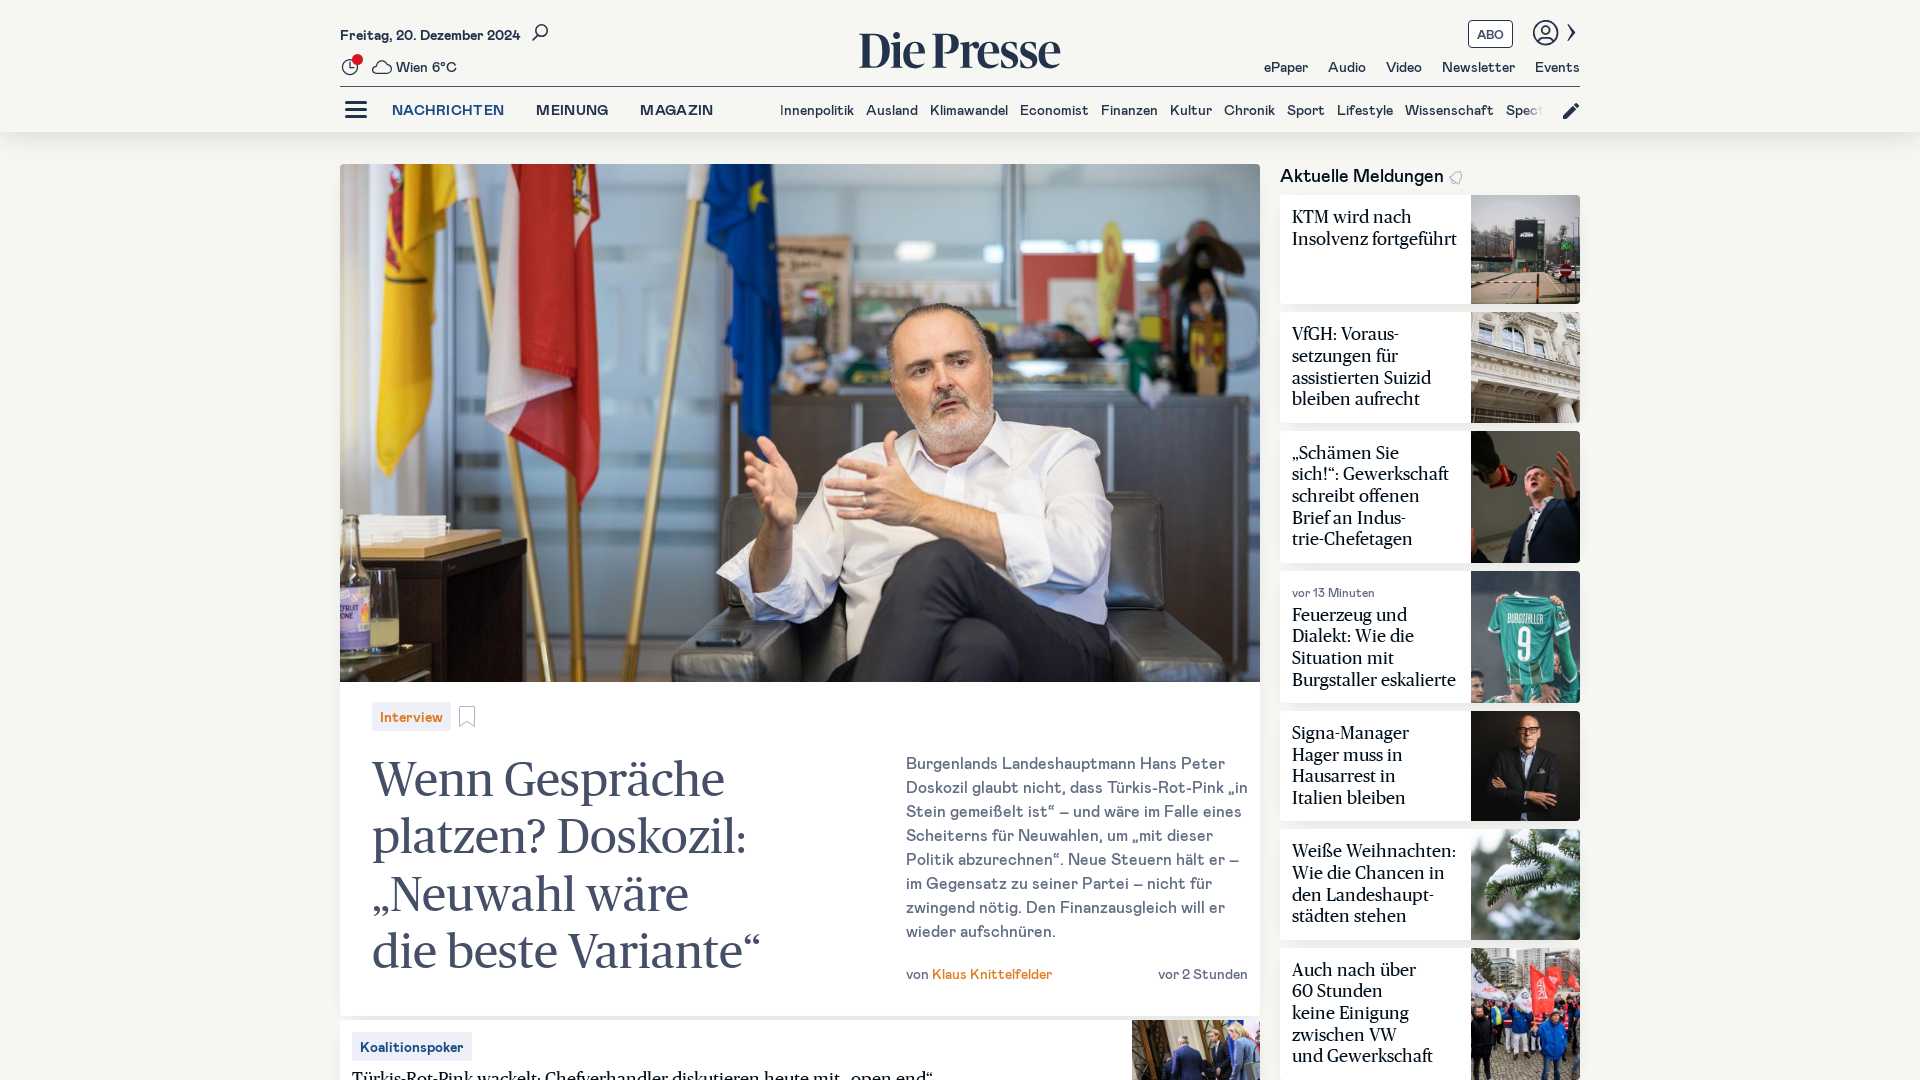 Freitag, 20. Dezember 2024
Wien 6°C
Die Presse
ABO
ePaper Audio Video Newsletter Events
NACHRICHTEN MEINUNG MAGAZIN
Innenpolitik Ausland Klimawandel Economist Finanzen Kultur Chronik Sport Lifestyle Wissenschaft Spect
Interview
Wenn Gespräche
platzen? Doskozil:
„Neuwahl wäre
die beste Variante“
Burgenlands Landeshauptmann Hans Peter
Doskozil glaubt nicht, dass Türkis-Rot-Pink „in
Stein gemeißelt ist“ – und wäre im Falle eines
Scheiterns für Neuwahlen, um „mit dieser
Politik abzurechnen“. Neue Steuern hält er –
im Gegensatz zu seiner Partei – nicht für
zwingend nötig. Den Finanzausgleich will er
wieder aufschnüren.
von Klaus Knittelfelder
vor 2 Stunden
Koalitionspoker
Türkis-Rot-Pink wackelt: Chefverhandler diskutieren heute mit „open end“
Aktuelle Meldungen
KTM wird nach
Insolvenz fortgeführt
VfGH: Voraus-
setzungen für
assistierten Suizid
bleiben aufrecht
„Schämen Sie
sich!“: Gewerkschaft
schreibt offenen
Brief an Indus-
trie-Chefetagen
vor 13 Minuten
Feuerzeug und
Dialekt: Wie die
Situation mit
Burgstaller eskalierte
BURGSTALLER
9
Signa-Manager
Hager muss in
Hausarrest in
Italien bleiben
Weiße Weihnachten:
Wie die Chancen in
den Landeshaupt-
städten stehen
Auch nach über
60 Stunden
keine Einigung
zwischen VW
und Gewerkschaft